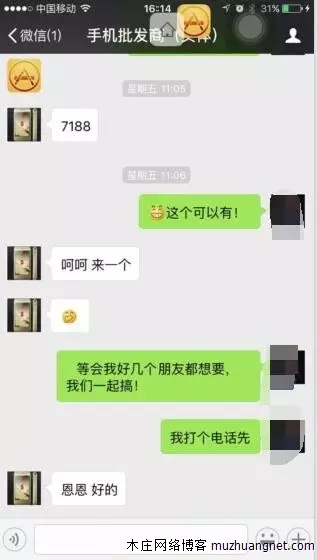 中国移动 16:14 31%
微信(1) 手机批发商
星期五 11:05
7188
星期五 11:06
这个可以有!
呵呵 来一个
等会我好几个朋友都想要,
我们一起搞!
我打个电话先
恩恩 好的
木庄网络博客 muzhuangnet.com